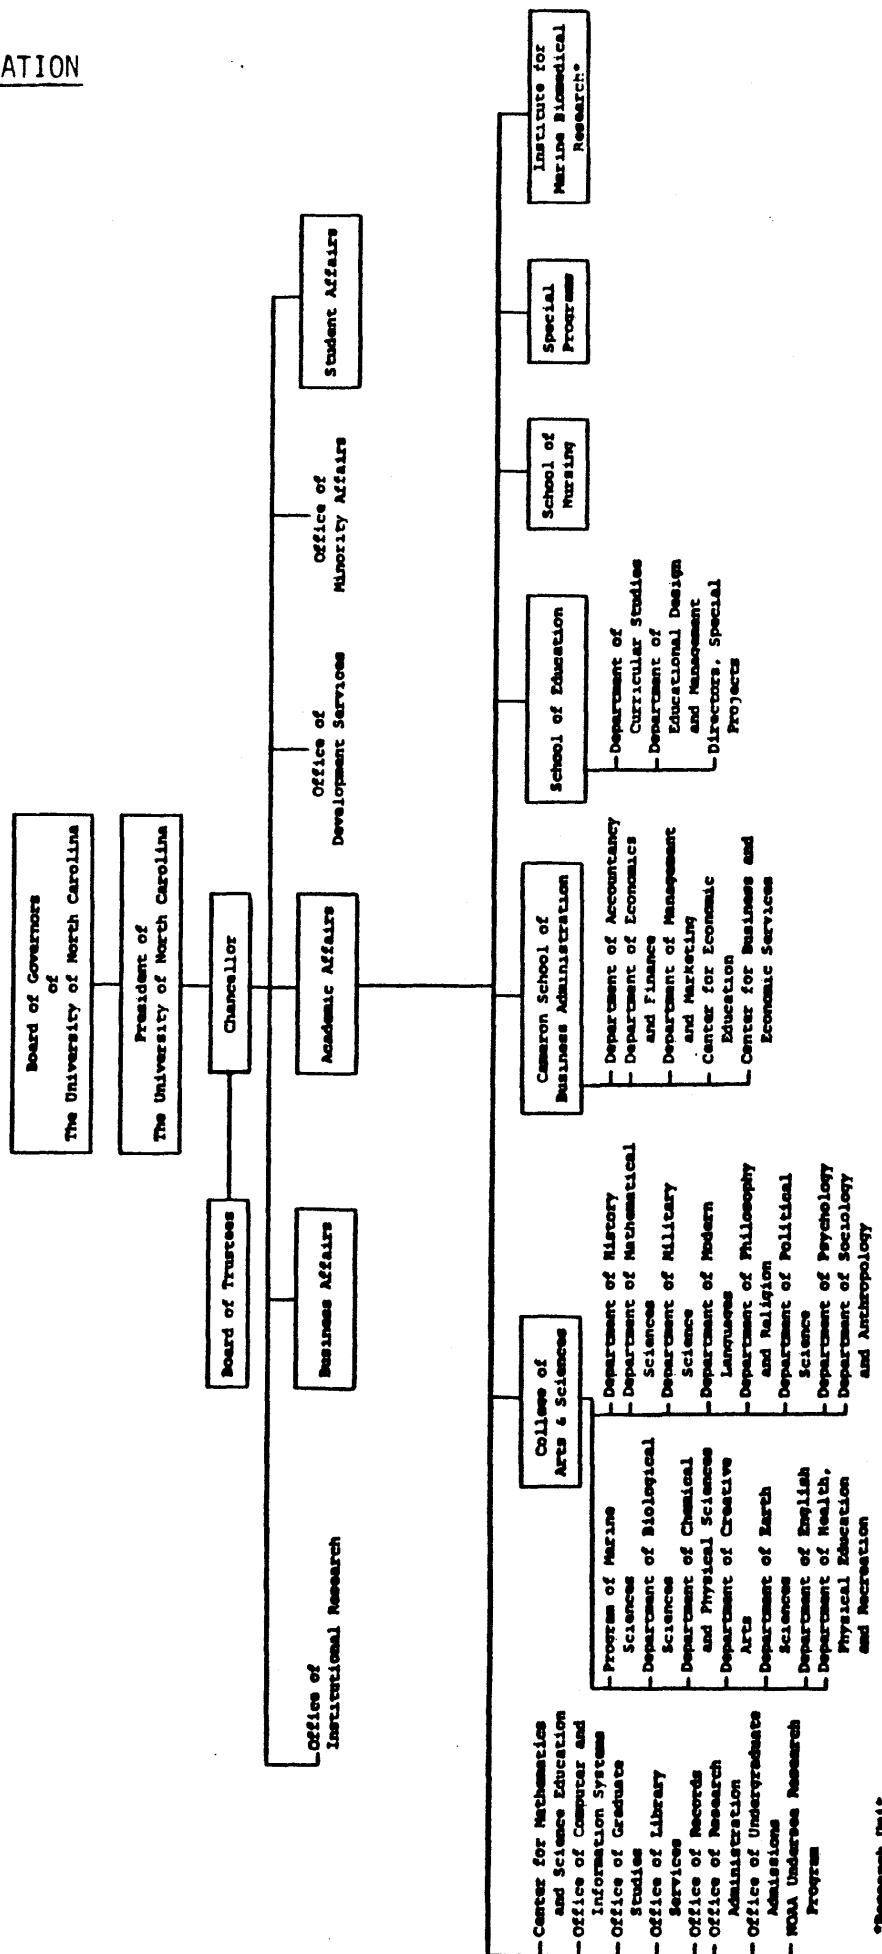 ATION
Board of Governors
of
The University of North Carolina
President of
The University of North Carolina
Board of Trustees
Chancellor
Office of
Institutional Research
Business Affairs
Academic Affairs
Office of
Development Services
Office of
Minority Affairs
Student Affairs
Center for Mathematics
and Science Education
Office of Computer and
Information Systems
Office of Graduate
Studies
Office of Library
Services
Office of Records
Office of Research
Administration
Office of Undergraduate
Admissions
NOAA Undersea Research
Program
College of
Arts & Sciences
Program of Marine
Sciences
Department of Biological
Sciences
Department of Chemical
and Physical Sciences
Department of Creative
Arts
Department of Earth
Sciences
Department of English
Department of Health,
Physical Education
and Recreation
Department of History
Department of Mathematical
Sciences
Department of Military
Science
Department of Modern
Languages
Department of Philosophy
and Religion
Department of Political
Science
Department of Psychology
Department of Sociology
and Anthropology
Cameron School of
Business Administration
Department of Accountancy
Department of Economics
and Finance
Department of Management
and Marketing
Center for Economic
Education
Center for Business and
Economic Services
School of Education
Department of
Curricular Studies
Department of
Educational Design
and Management
Directors, Special
Projects
School of
Nursing
Special
Programs
Institute for
Marine Biomedical
Research*
*Research Unit